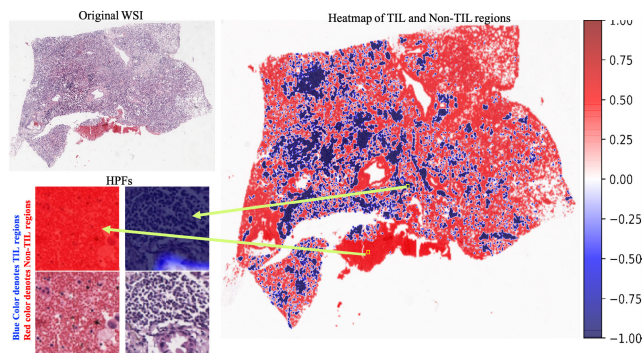 Original WSI
Heatmap of TIL and Non-TIL regions
HPFs
Blue Color denotes TIL regions
Red color denotes Non-TIL regions
1.00
0.75
0.50
0.25
0.00
−0.25
−0.50
−0.75
−1.00